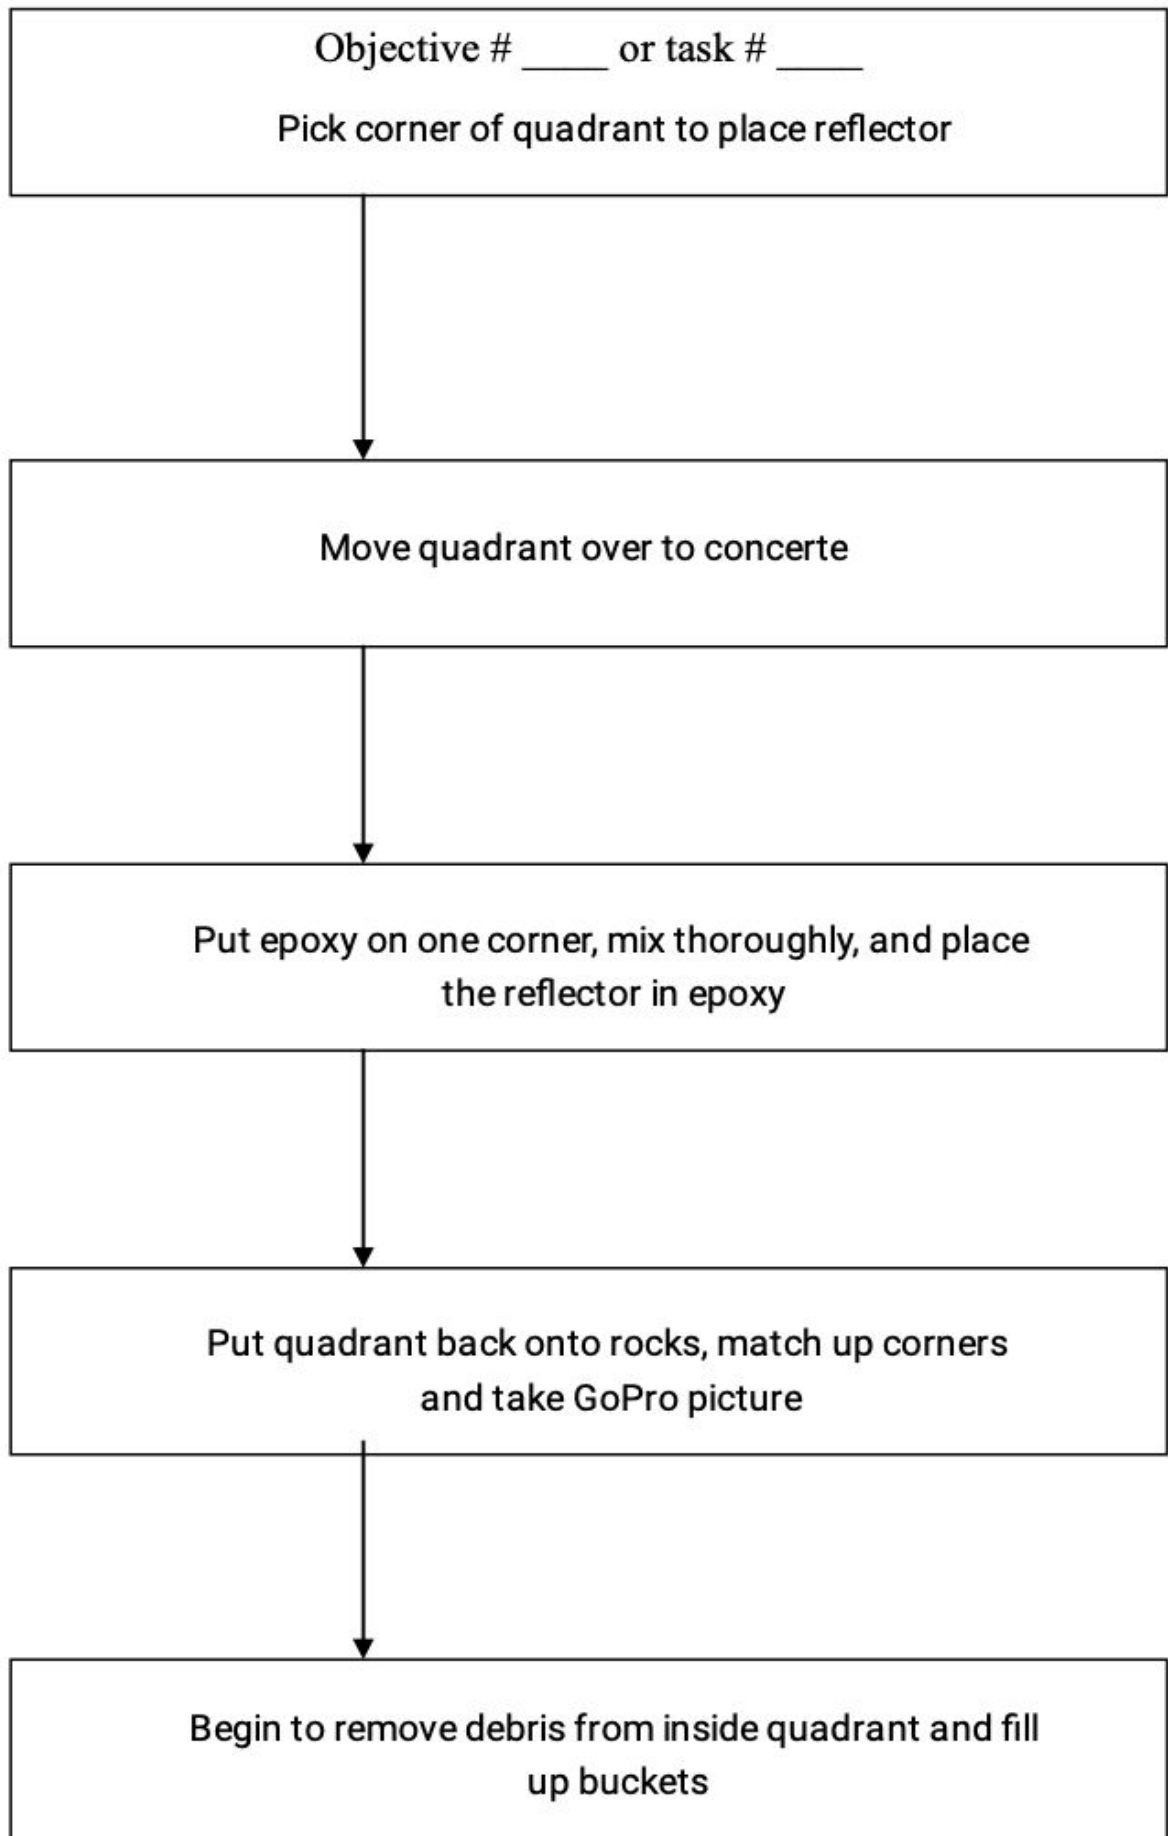 Objective # ____ or task # ____
Pick corner of quadrant to place reflector
Move quadrant over to concerte
Put epoxy on one corner, mix thoroughly, and place
the reflector in epoxy
Put quadrant back onto rocks, match up corners
and take GoPro picture
Begin to remove debris from inside quadrant and fill
up buckets